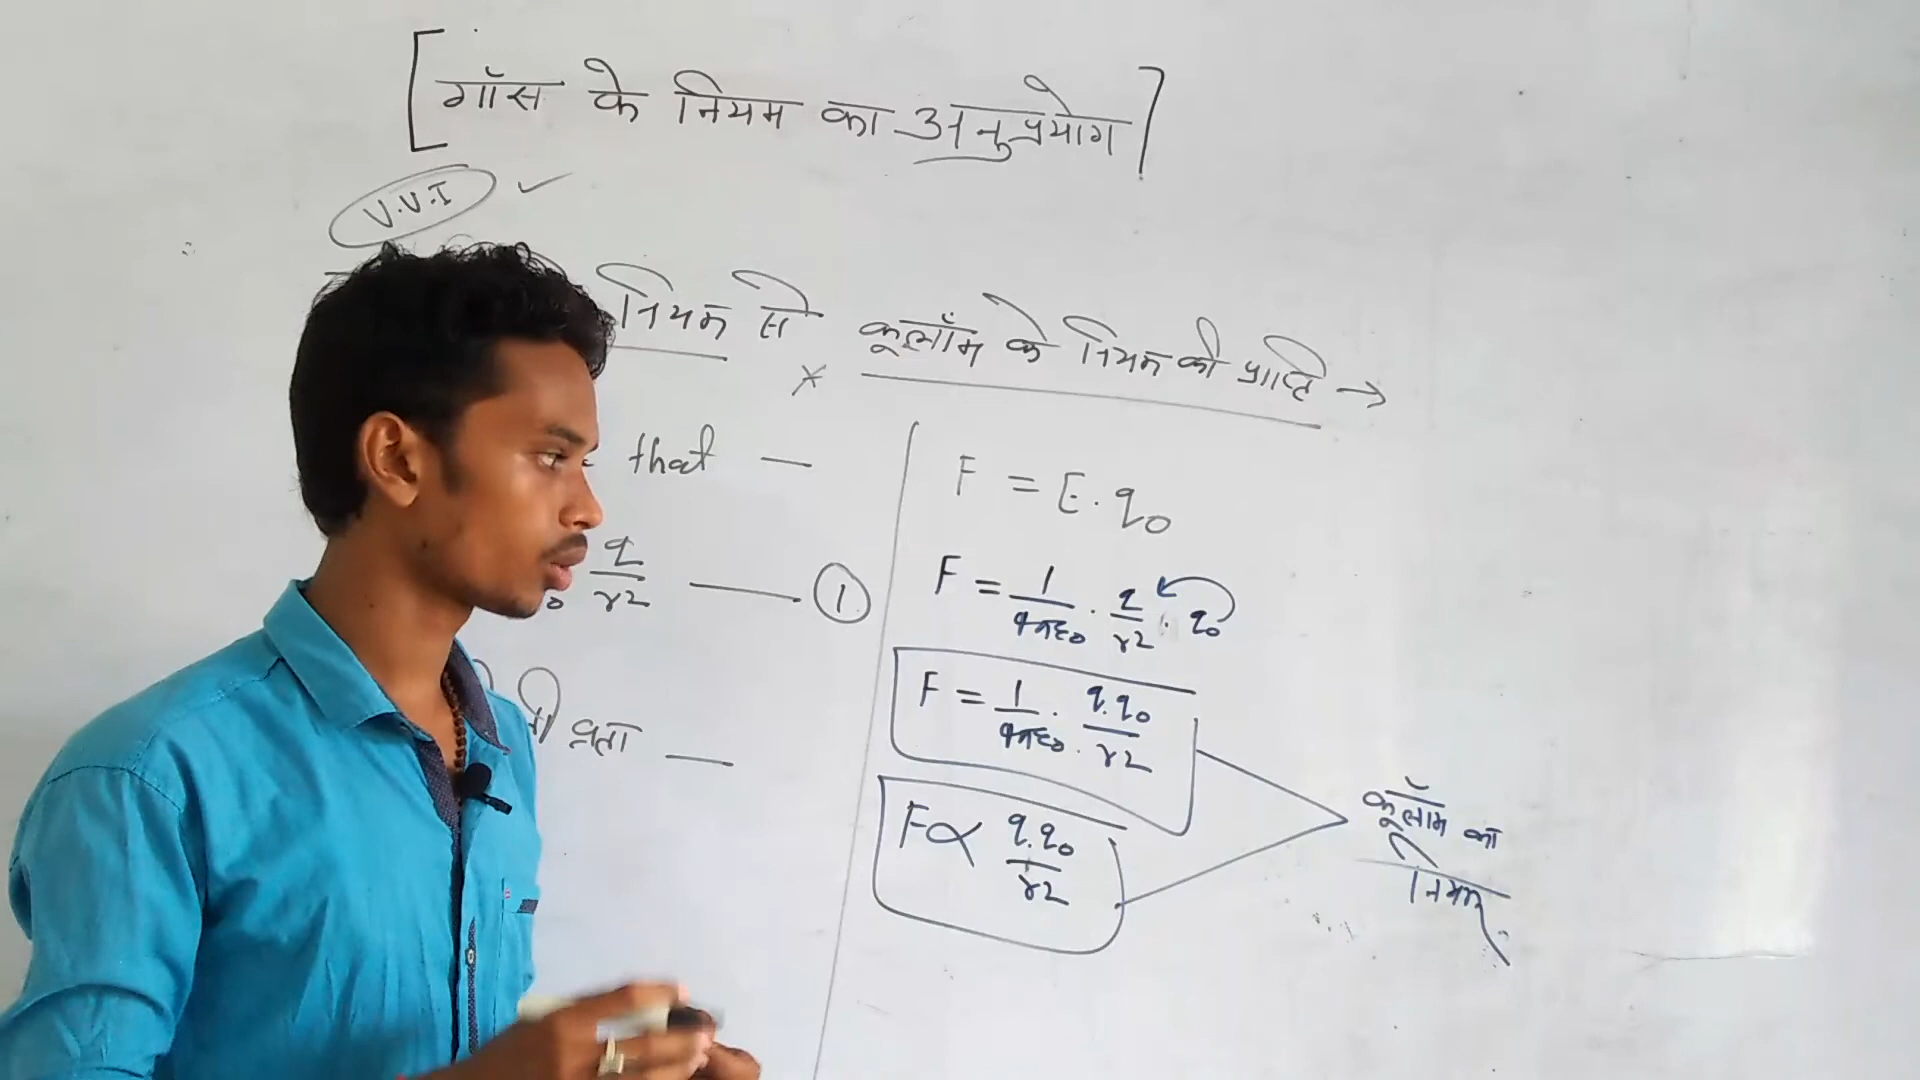 [गॉस के नियम का अनुप्रयोग]
V.V.I ✓
नियम से कूलॉम के नियम की प्राप्ति →
×
that —
q/r2 —— ①
F = E.q0
F = 1/4πε0 . q/r2 . q0
F = 1/4πε0 . q.q0/r2
F ∝ q.q0/r2
कूलॉम का
नियम